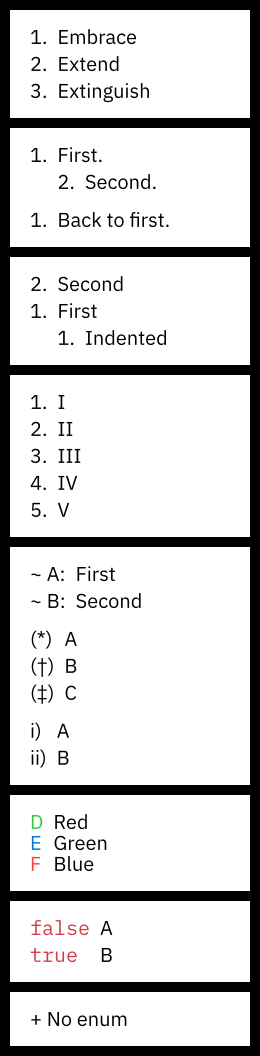 1. Embrace
2. Extend
3. Extinguish
1. First.
2. Second.
1. Back to first.
2. Second
1. First
1. Indented
1. I
2. II
3. III
4. IV
5. V
~ A: First
~ B: Second
(*) A
(†) B
(‡) C
i) A
ii) B
D Red
E Green
F Blue
false A
true B
+ No enum